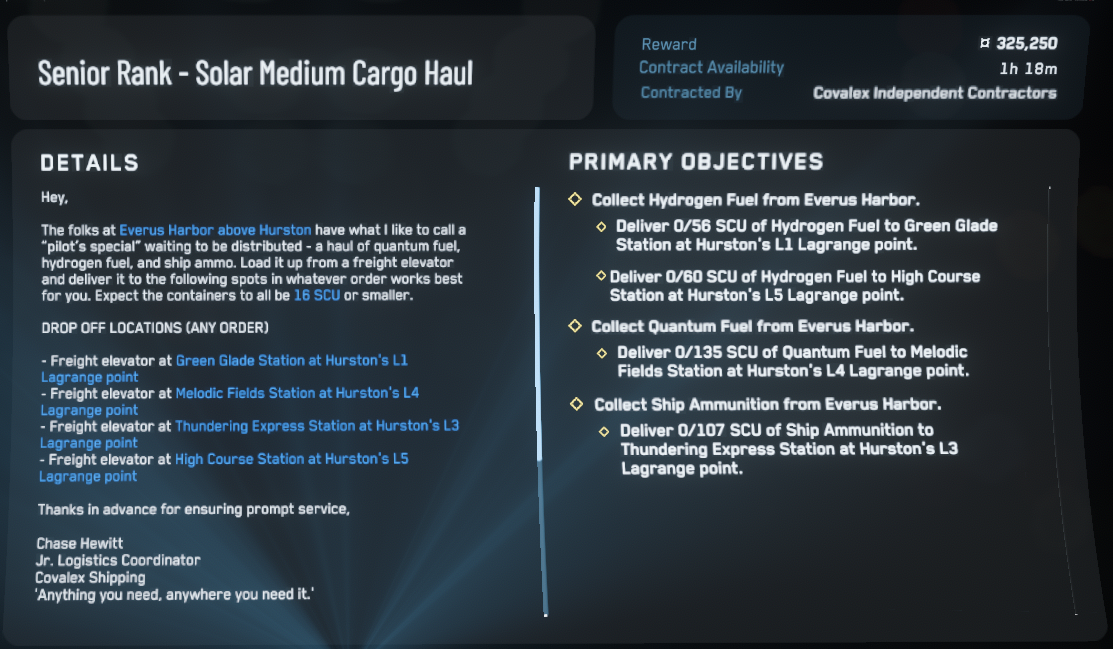 Senior Rank - Solar Medium Cargo Haul
Reward
¤ 325,250
Contract Availability
1h 18m
Contracted By
Covalex Independent Contractors
DETAILS
Hey,
The folks at Everus Harbor above Hurston have what I like to call a
"pilot's special" waiting to be distributed - a haul of quantum fuel,
hydrogen fuel, and ship ammo. Load it up from a freight elevator
and deliver it to the following spots in whatever order works best
for you. Expect the containers to all be 16 SCU or smaller.
DROP OFF LOCATIONS (ANY ORDER)
- Freight elevator at Green Glade Station at Hurston's L1
Lagrange point
- Freight elevator at Melodic Fields Station at Hurston's L4
Lagrange point
- Freight elevator at Thundering Express Station at Hurston's L3
Lagrange point
- Freight elevator at High Course Station at Hurston's L5
Lagrange point
Thanks in advance for ensuring prompt service,
Chase Hewitt
Jr. Logistics Coordinator
Covalex Shipping
'Anything you need, anywhere you need it.'
PRIMARY OBJECTIVES
Collect Hydrogen Fuel from Everus Harbor.
Deliver 0/56 SCU of Hydrogen Fuel to Green Glade
Station at Hurston's L1 Lagrange point.
Deliver 0/60 SCU of Hydrogen Fuel to High Course
Station at Hurston's L5 Lagrange point.
Collect Quantum Fuel from Everus Harbor.
Deliver 0/135 SCU of Quantum Fuel to Melodic
Fields Station at Hurston's L4 Lagrange point.
Collect Ship Ammunition from Everus Harbor.
Deliver 0/107 SCU of Ship Ammunition to
Thundering Express Station at Hurston's L3
Lagrange point.